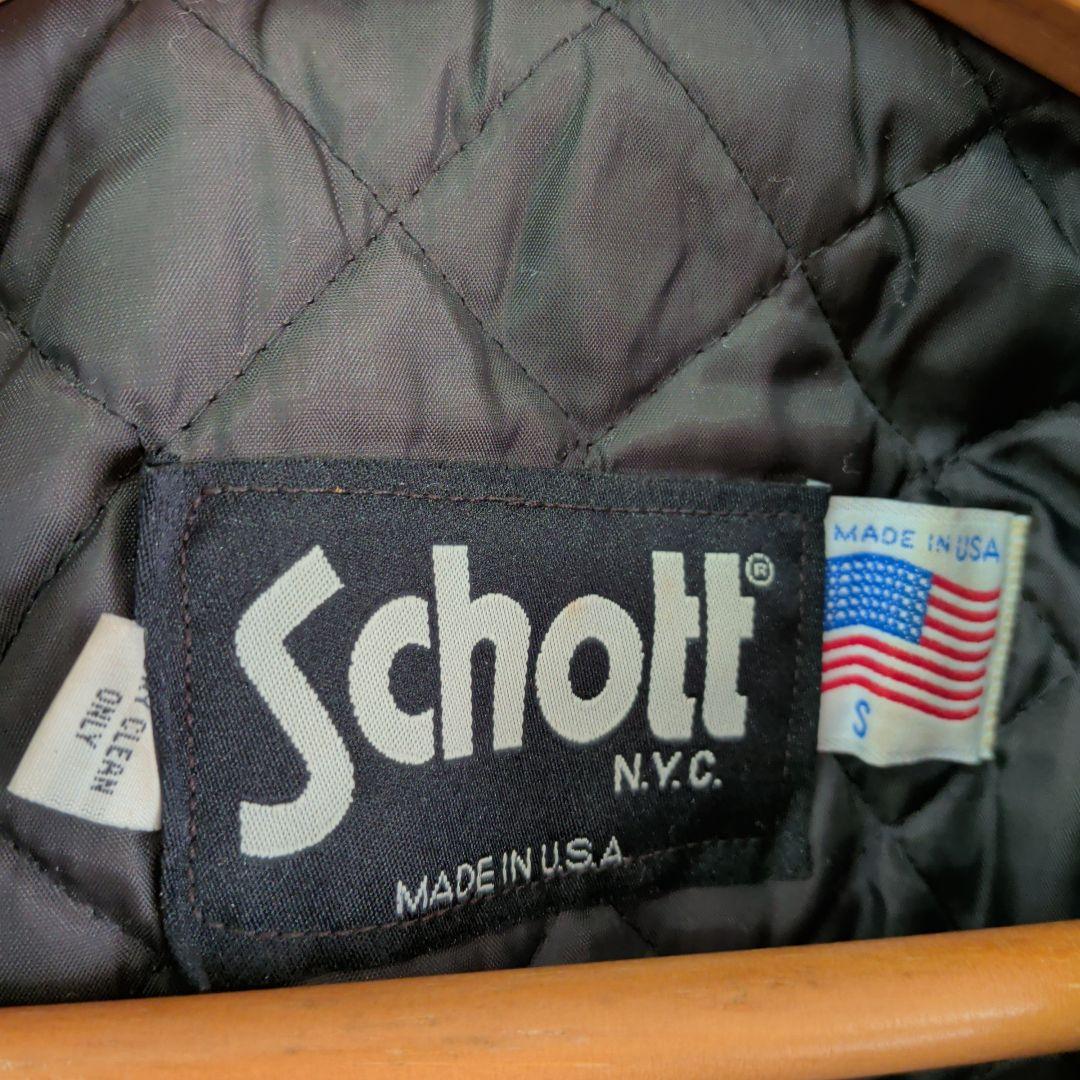 Schott®
N.Y.C.
MADE IN U.S.A.
MADE IN USA
S
CLEAN
ONLY